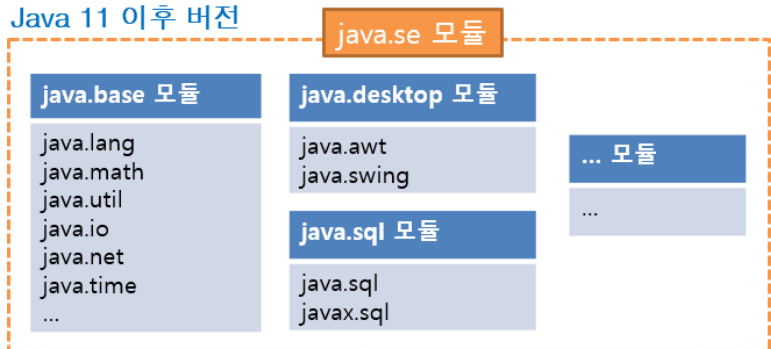 Java 11 이후 버전
java.se 모듈
java.base 모듈
java.lang
java.math
java.util
java.io
java.net
java.time
...
java.desktop 모듈
java.awt
java.swing
java.sql 모듈
java.sql
javax.sql
... 모듈
...